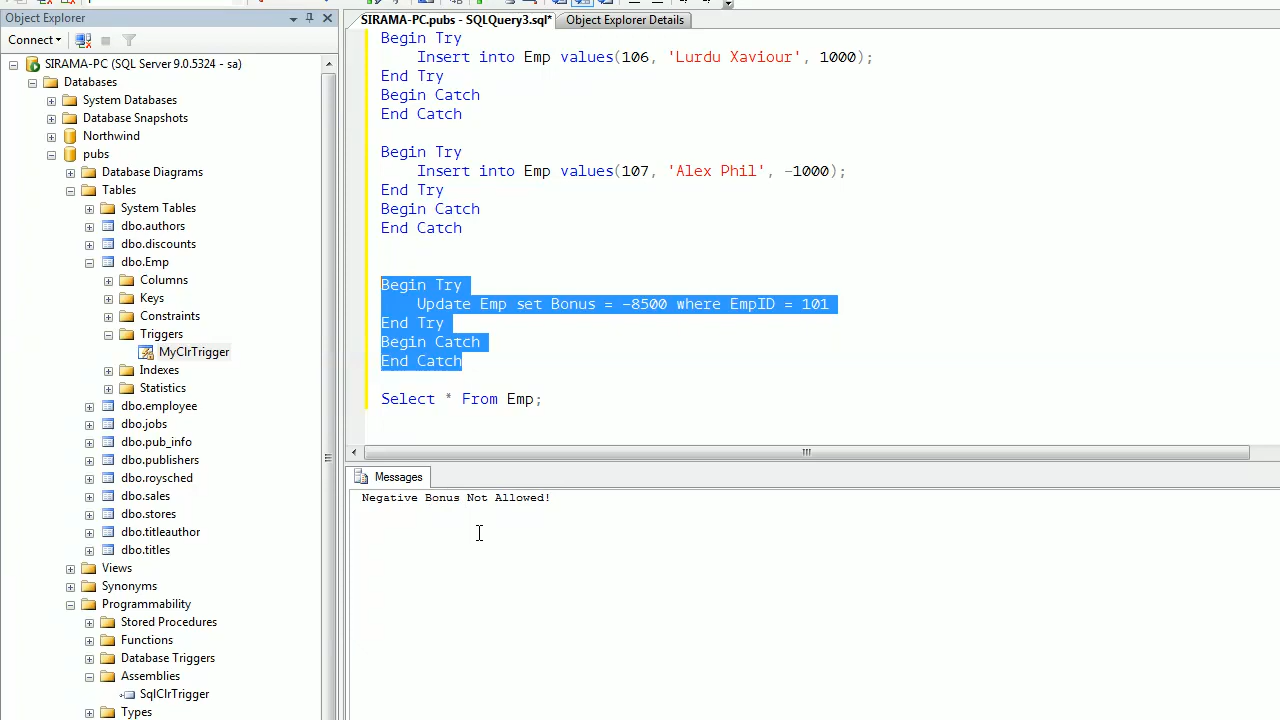 Object Explorer
Connect
SIRAMA-PC (SQL Server 9.0.5324 - sa)
Databases
System Databases
Database Snapshots
Northwind
pubs
Database Diagrams
Tables
System Tables
dbo.authors
dbo.discounts
dbo.Emp
Columns
Keys
Constraints
Triggers
MyClrTrigger
Indexes
Statistics
dbo.employee
dbo.jobs
dbo.pub_info
dbo.publishers
dbo.roysched
dbo.sales
dbo.stores
dbo.titleauthor
dbo.titles
Views
Synonyms
Programmability
Stored Procedures
Functions
Database Triggers
Assemblies
SqlClrTrigger
Types
SIRAMA-PC.pubs - SQLQuery3.sql* Object Explorer Details
Begin Try
Insert into Emp values(106, 'Lurdu Xaviour', 1000);
End Try
Begin Catch
End Catch
Begin Try
Insert into Emp values(107, 'Alex Phil', -1000);
End Try
Begin Catch
End Catch
Begin Try
Update Emp set Bonus = -8500 where EmpID = 101
End Try
Begin Catch
End Catch
Select * From Emp;
Messages
Negative Bonus Not Allowed!